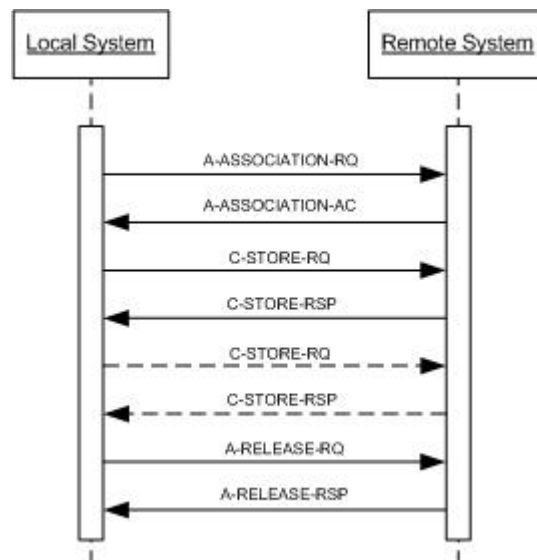 Local System
Remote System
A-ASSOCIATION-RQ
A-ASSOCIATION-AC
C-STORE-RQ
C-STORE-RSP
C-STORE-RQ
C-STORE-RSP
A-RELEASE-RQ
A-RELEASE-RSP